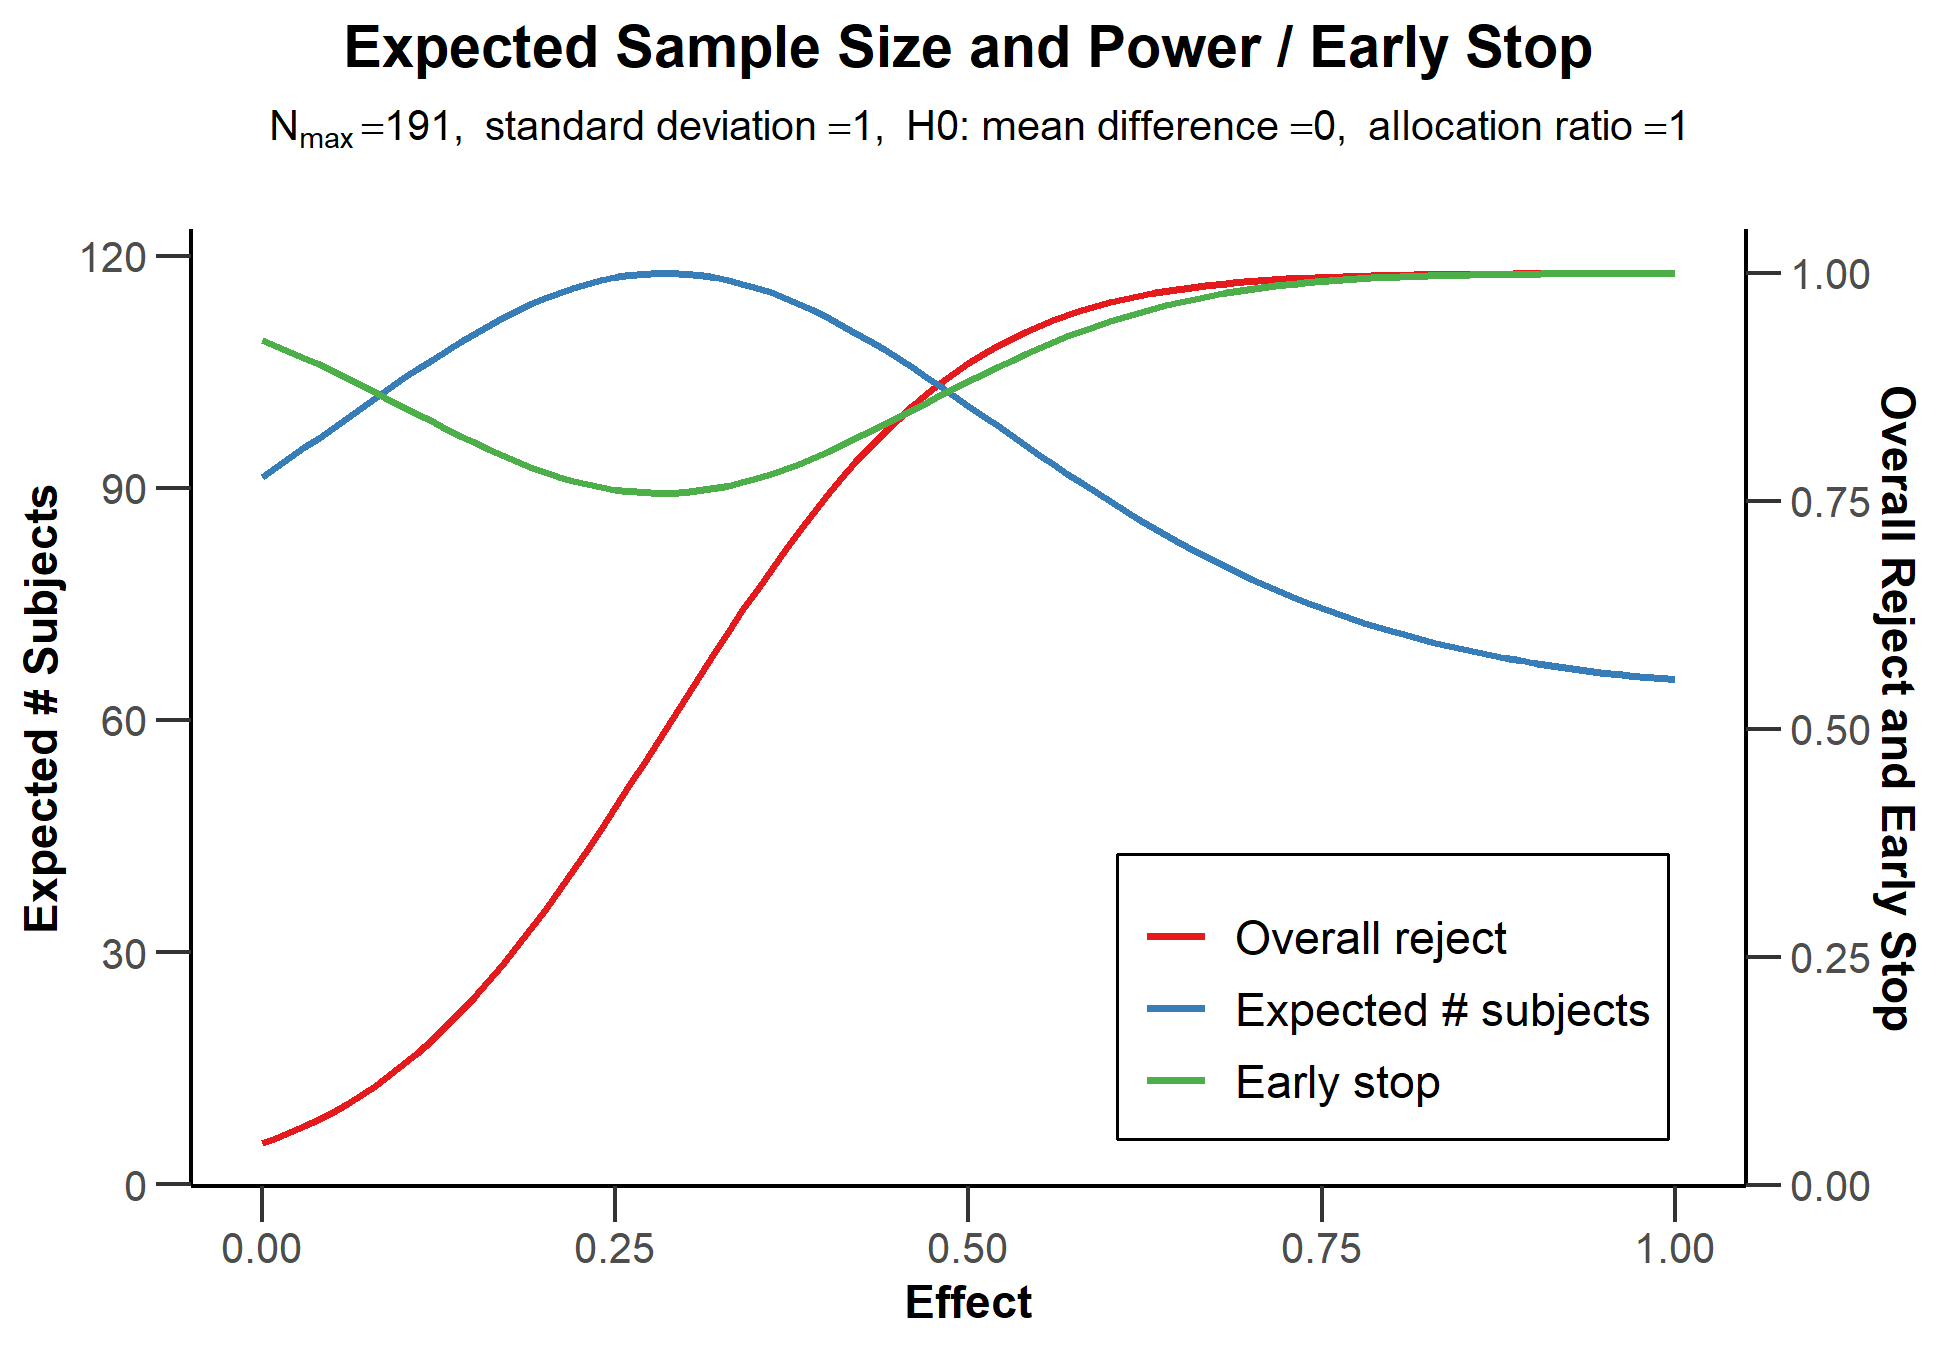 Expected Sample Size and Power / Early Stop
Nmax =191, standard deviation =1, H0: mean difference =0, allocation ratio =1
Expected # Subjects
120
90
60
30
0
Overall reject
Expected # subjects
Early stop
1.00
0.75
0.50
0.25
0.00
Overall Reject and Early Stop
0.00 0.25 0.50 0.75 1.00
Effect